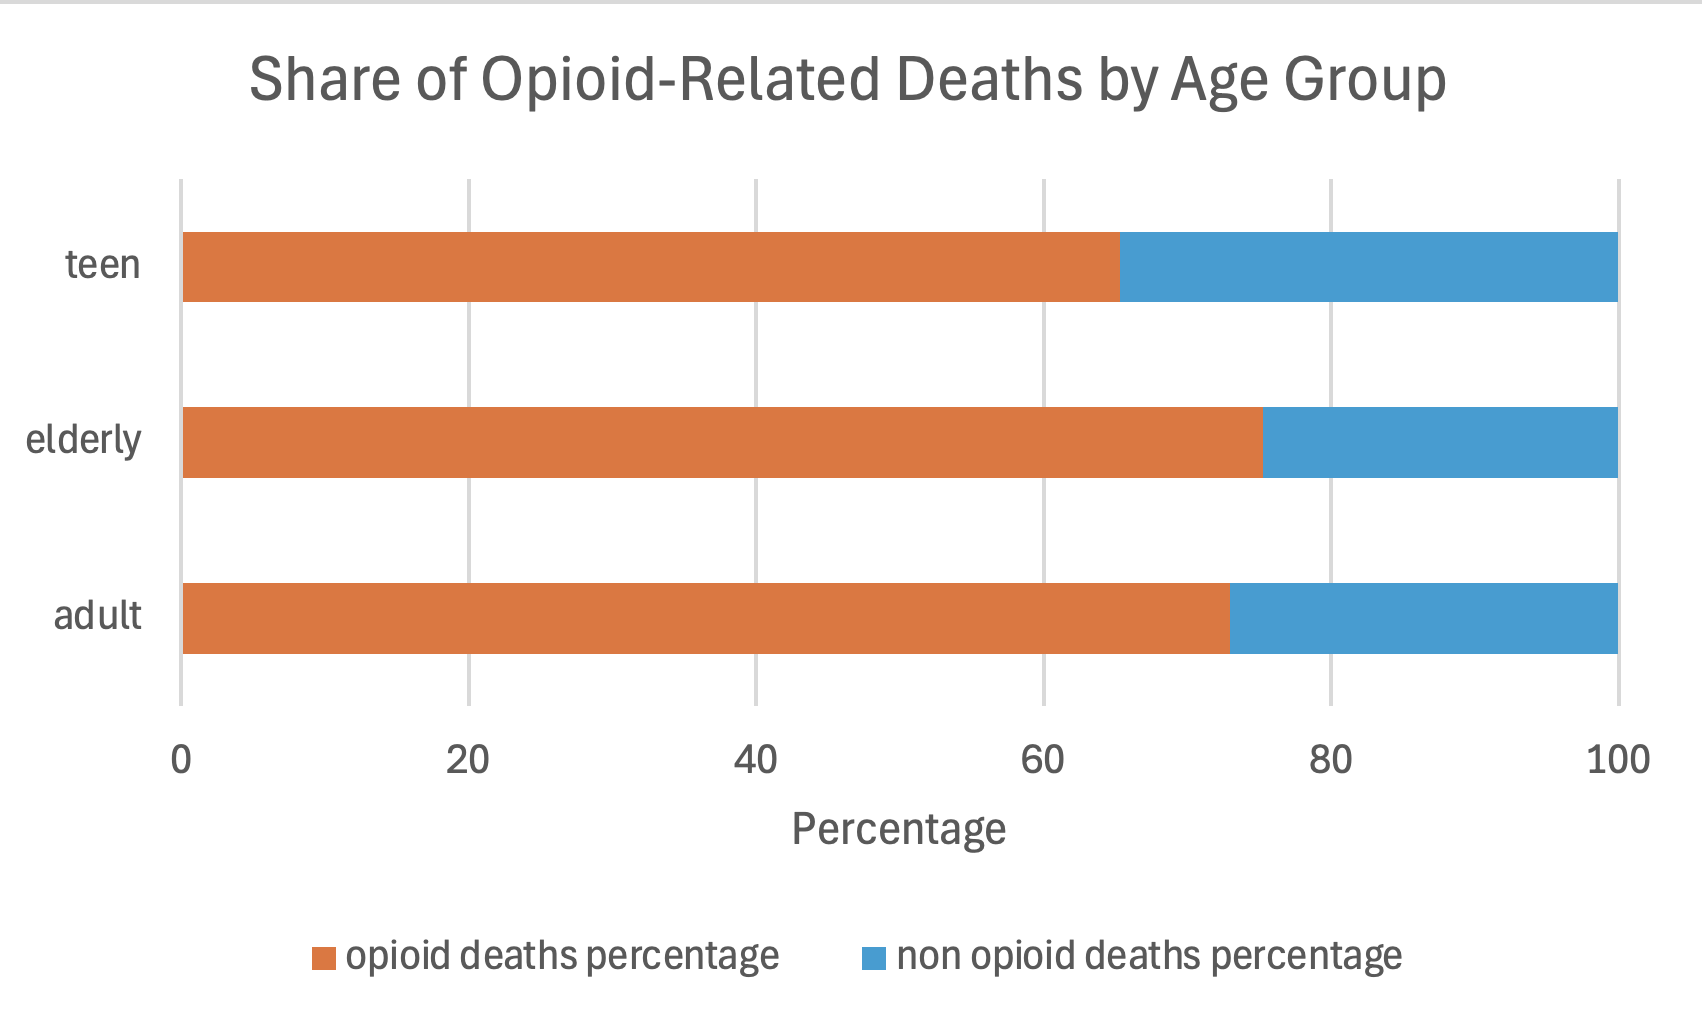 Share of Opioid-Related Deaths by Age Group
teen
elderly
adult
0 20 40 60 80 100
Percentage
opioid deaths percentage non opioid deaths percentage